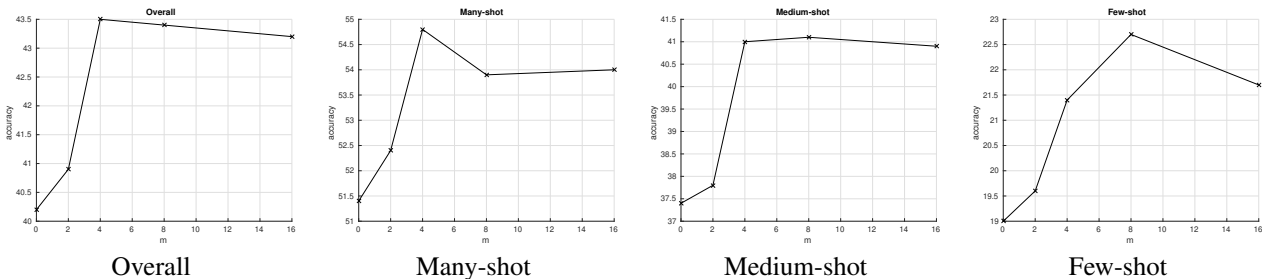 Overall
43.5
43
42.5
42
41.5
41
40.5
40
accuracy
0 2 4 6 8 10 12 14 16
m
Overall
Many-shot
55
54.5
54
53.5
53
52.5
52
51.5
51
accuracy
0 2 4 6 8 10 12 14 16
m
Many-shot
Medium-shot
41.5
41
40.5
40
39.5
39
38.5
38
37.5
37
accuracy
0 2 4 6 8 10 12 14 16
m
Medium-shot
Few-shot
23
22.5
22
21.5
21
20.5
20
19.5
19
accuracy
0 2 4 6 8 10 12 14 16
m
Few-shot